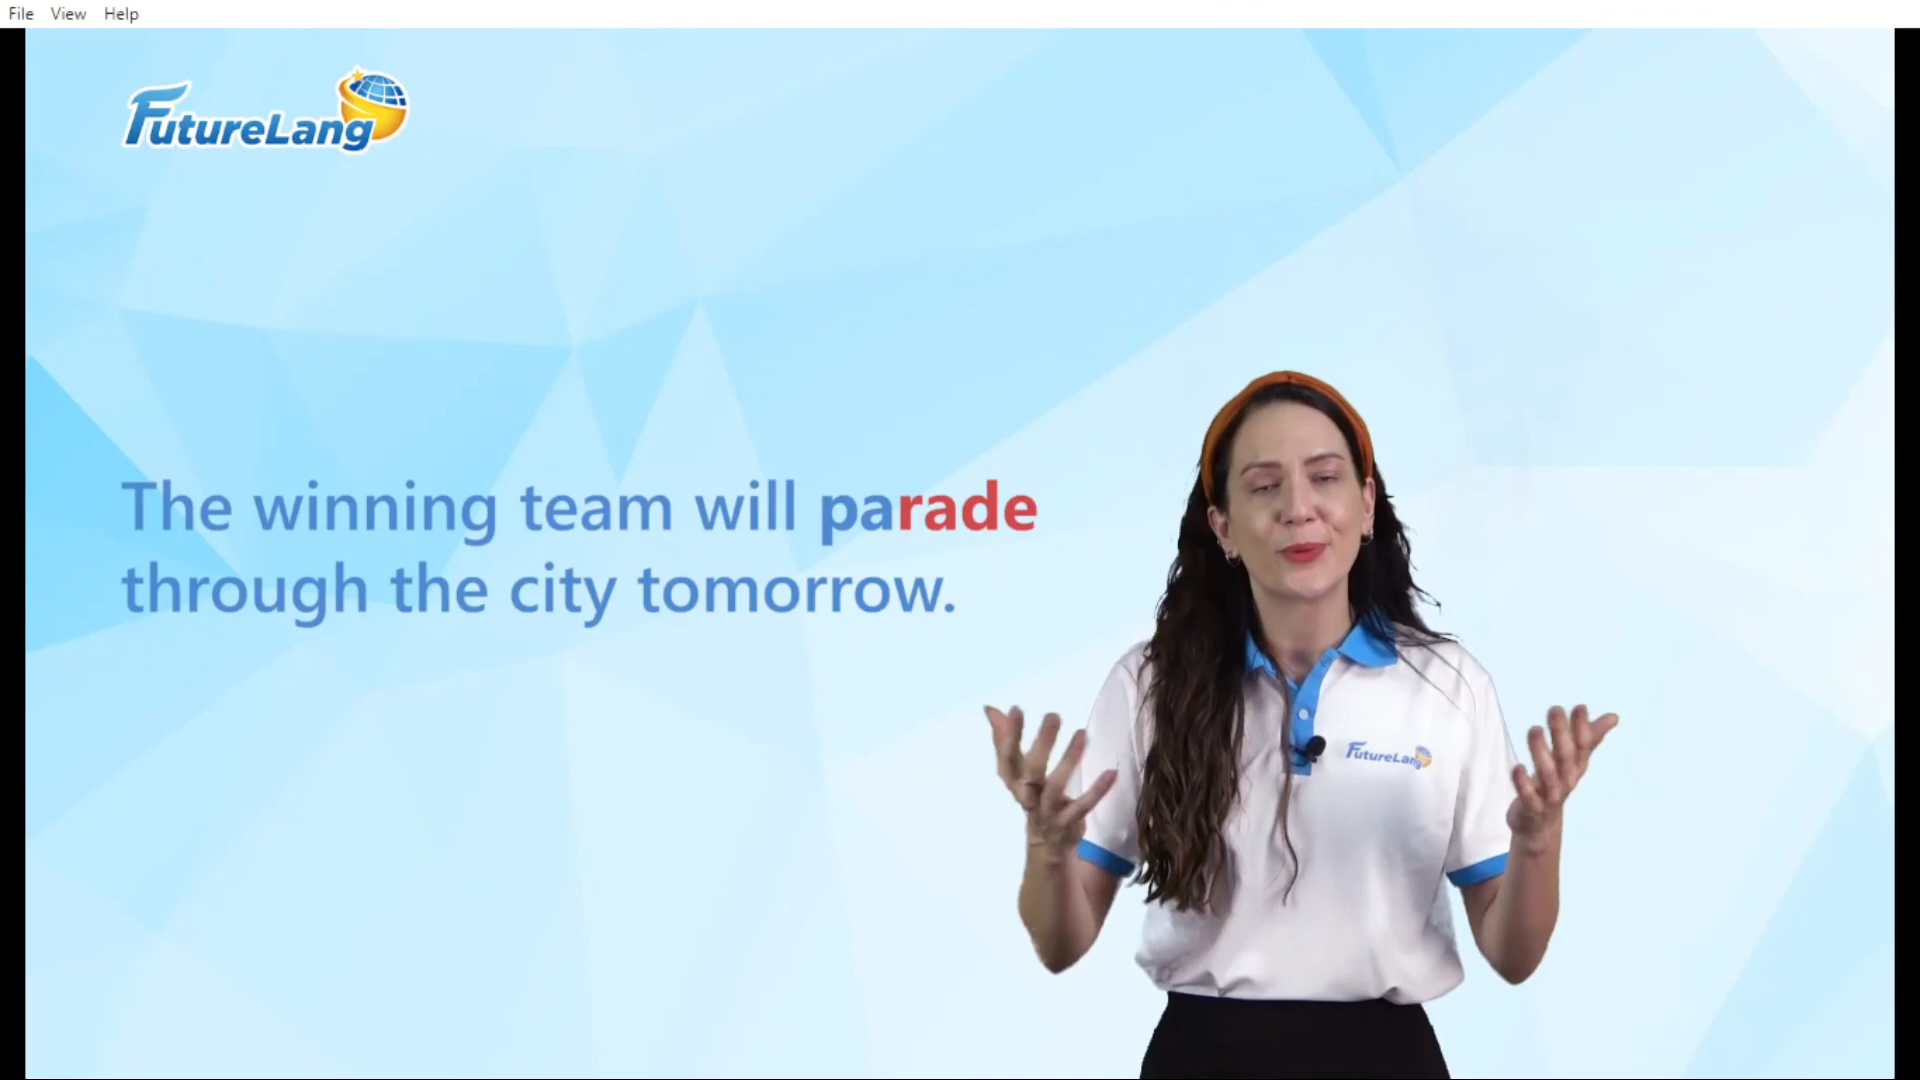 File View Help
FutureLang
The winning team will parade
through the city tomorrow.
FutureLang